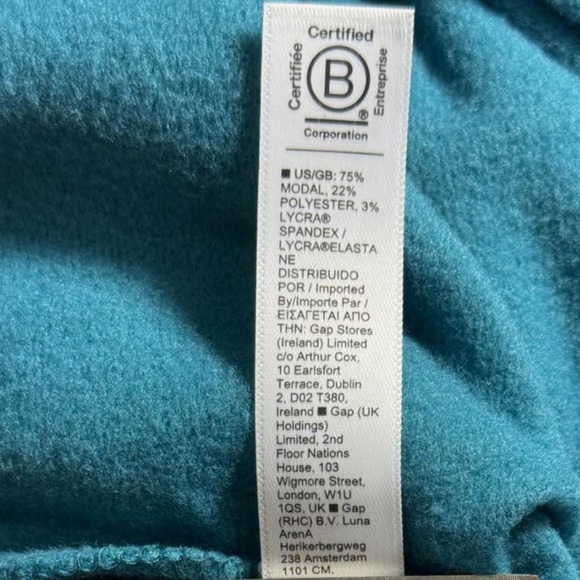 Certified
Certifiée
B
®
Entreprise
Corporation
■ US/GB: 75%
MODAL, 22%
POLYESTER, 3%
LYCRA®
SPANDEX /
LYCRA®ELASTA
NE
DISTRIBUIDO
POR / Imported
By/Importe Par /
ΕΙΣΑΓΕΤΑΙ ΑΠΟ
ΤΗΝ: Gap Stores
(Ireland) Limited
c/o Arthur Cox,
10 Earlsfort
Terrace, Dublin
2, D02 T380,
Ireland ■ Gap (UK
Holdings)
Limited, 2nd
Floor Nations
House, 103
Wigmore Street,
London, W1U
1QS, UK ■ Gap
(RHC) B.V. Luna
ArenA
Herikerbergweg
238 Amsterdam
1101 CM,